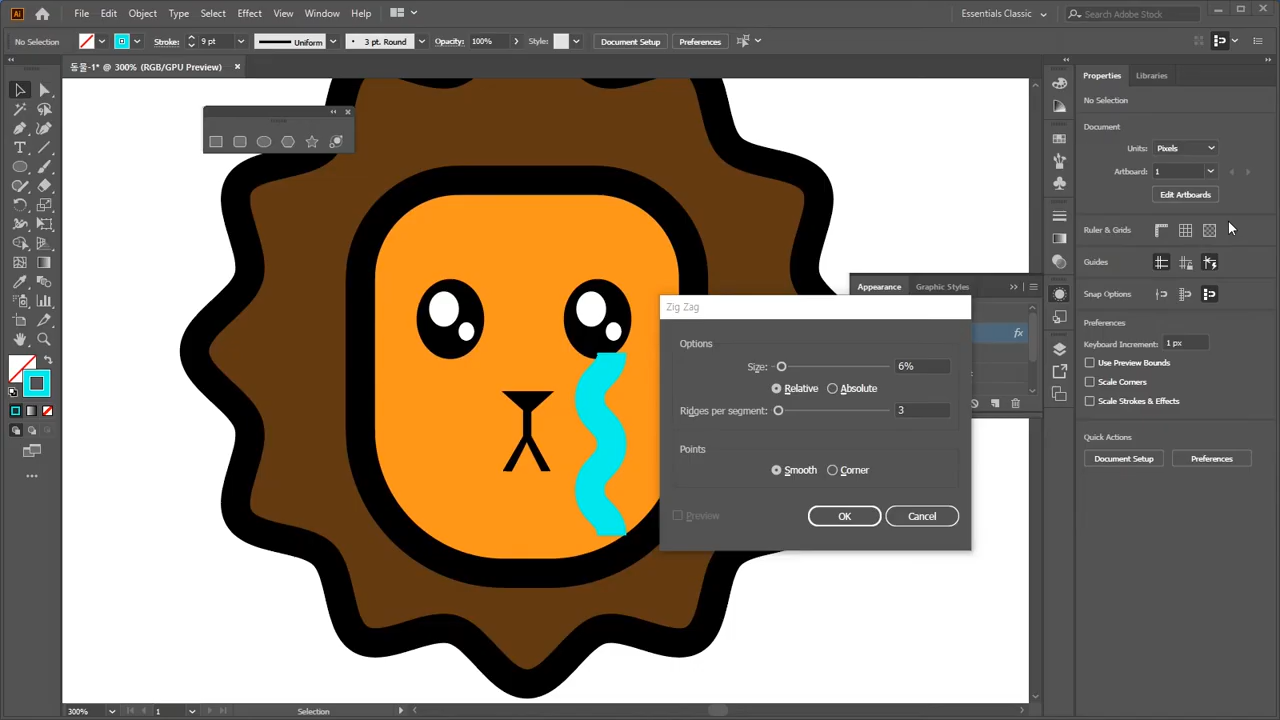 Ai File Edit Object Type Select Effect View Window Help Essentials Classic Search Adobe Stock
No Selection Stroke: 9 pt Uniform 3 pt. Round Opacity: 100% Style: Document Setup Preferences
동물-1* @ 300% (RGB/GPU Preview)
Properties Libraries
No Selection
Document
Units: Pixels
Artboard: 1
Edit Artboards
Ruler & Grids
Guides
Snap Options
Preferences
Keyboard Increment: 1 px
Use Preview Bounds
Scale Corners
Scale Strokes & Effects
Quick Actions
Document Setup Preferences
Appearance Graphic Styles
fx
Zig Zag
Options
Size: 6%
Relative Absolute
Ridges per segment: 3
Points
Smooth Corner
Preview OK Cancel
300% 1 Selection